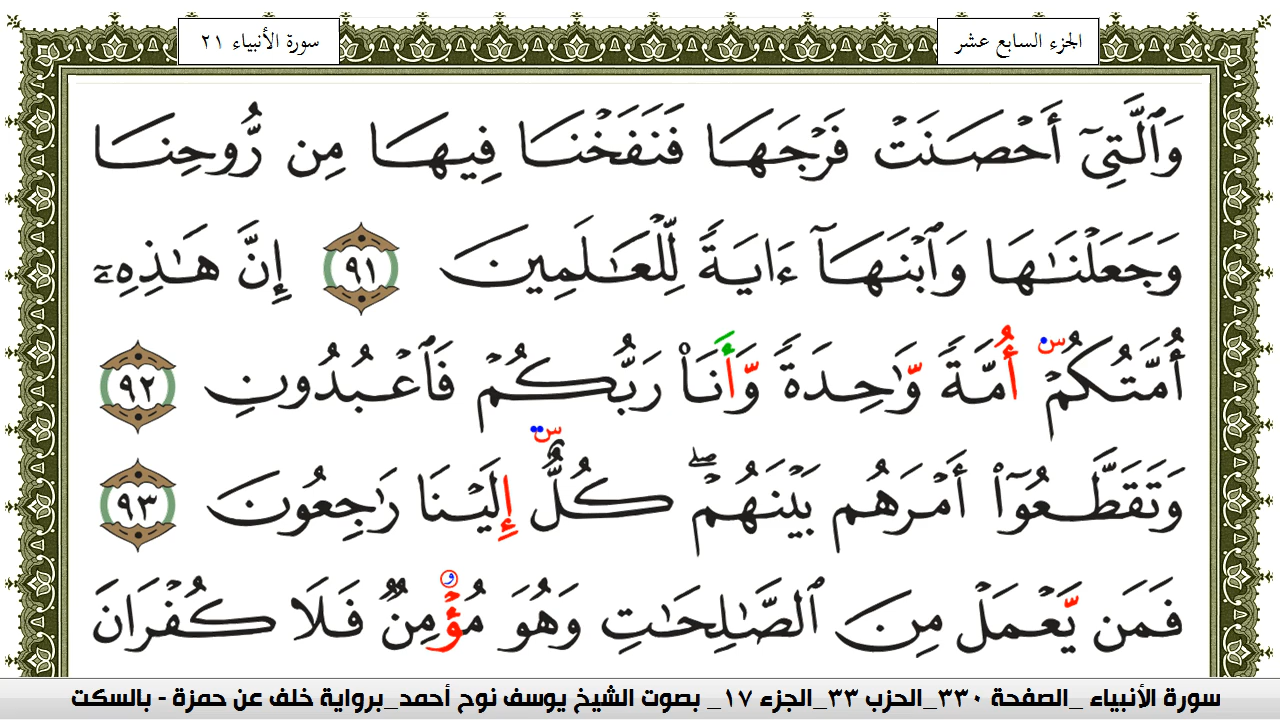 الجزء السابع عشر
سورة الأنبياء ٢١
وَٱلَّتِىٓ أَحْصَنَتْ فَرْجَهَا فَنَفَخْنَا فِيهَا مِن رُّوحِنَا
وَجَعَلْنَٰهَا وَٱبْنَهَآ ءَايَةً لِّلْعَٰلَمِينَ ٩١ إِنَّ هَٰذِهِۦٓ
أُمَّتُكُمْ س أُمَّةً وَّٰحِدَةً وَّأَنَا۠ رَبُّكُمْ فَٱعْبُدُونِ ٩٢
وَتَقَطَّعُوٓا۟ أَمْرَهُم بَيْنَهُمْ ۖ كُلٌّ س إِلَيْنَا رَٰجِعُونَ ٩٣
فَمَن يَّعْمَلْ مِنَ ٱلصَّٰلِحَٰتِ وَهُوَ مُؤْمِنٌ فَلَا كُفْرَانَ
سورة الأنبياء _الصفحة ٣٣٠_الحزب ٣٣_الجزء ١٧_ بصوت الشيخ يوسف نوح أحمد_برواية خلف عن حمزة - بالسكت